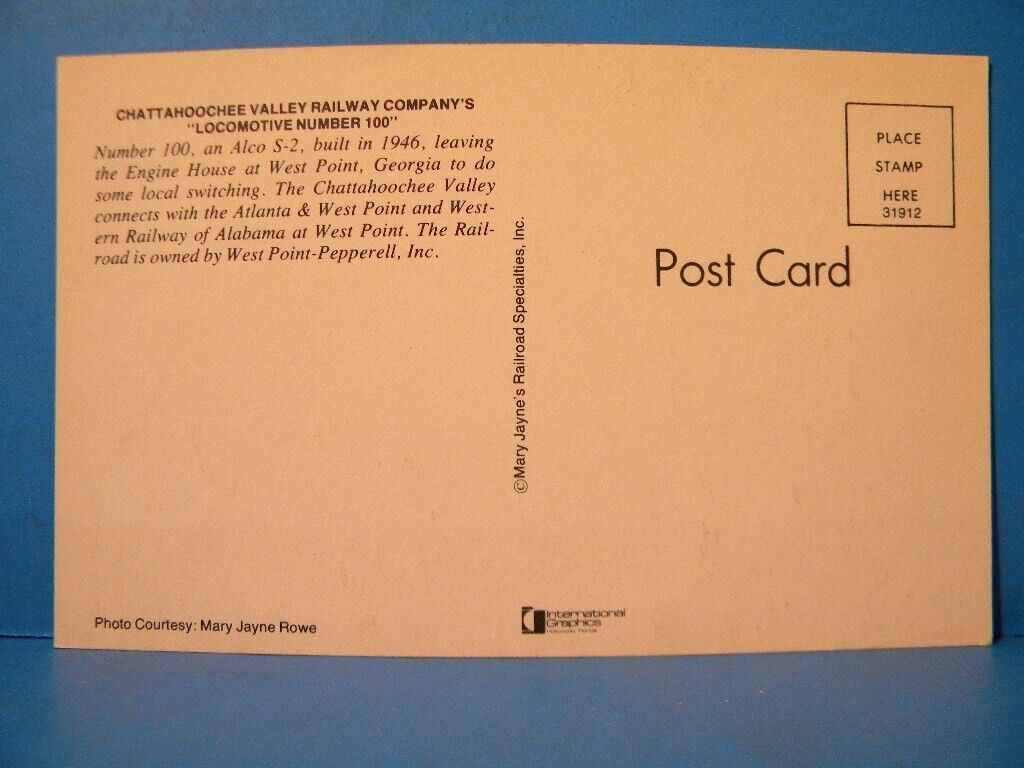 CHATTAHOOCHEE VALLEY RAILWAY COMPANY'S
"LOCOMOTIVE NUMBER 100"
Number 100, an Alco S-2, built in 1946, leaving
the Engine House at West Point, Georgia to do
some local switching. The Chattahoochee Valley
connects with the Atlanta & West Point and West-
ern Railway of Alabama at West Point. The Rail-
road is owned by West Point-Pepperell, Inc.
Photo Courtesy: Mary Jayne Rowe
©Mary Jayne's Railroad Specialties, Inc.
International
Graphics
Hollywood, Florida
PLACE
STAMP
HERE
31912
Post Card